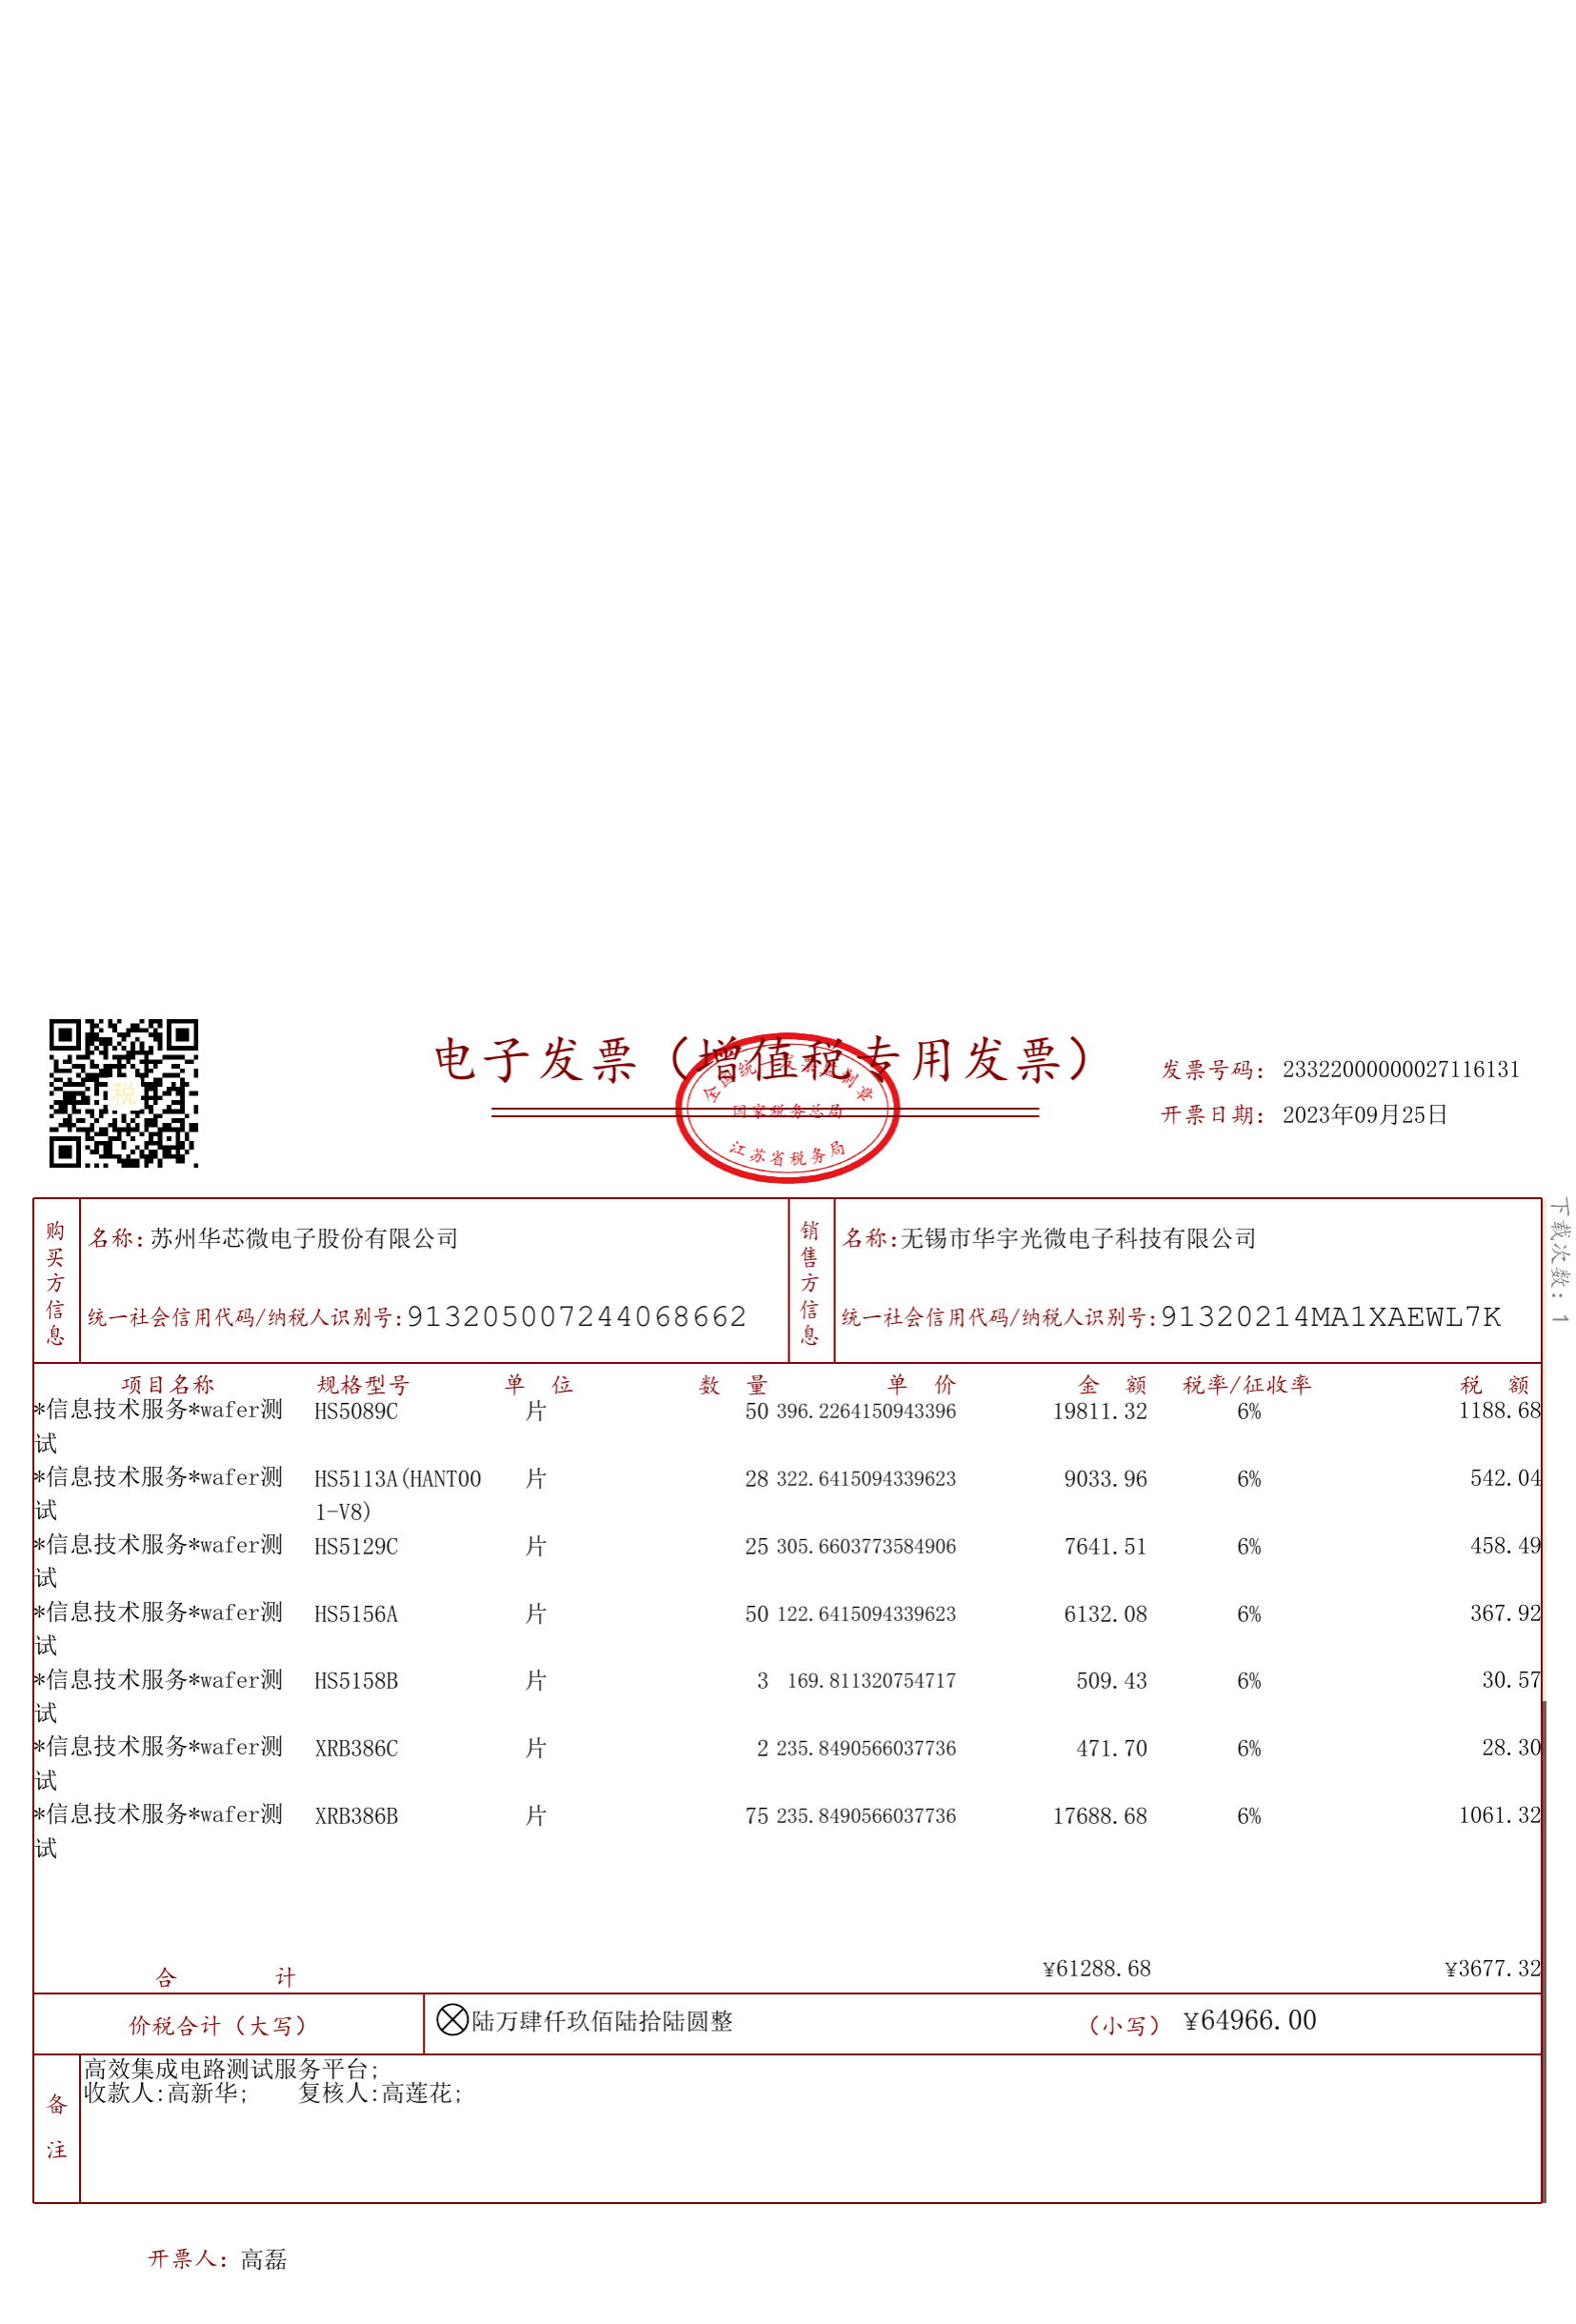 电子发票（增值税专用发票）
全国统一发票监制章
国家税务总局
江苏省税务局
税
发票号码: 23322000000027116131
开票日期: 2023年09月25日
下载次数: 1
购买方信息
名称: 苏州华芯微电子股份有限公司
统一社会信用代码/纳税人识别号: 913205007244068662
销售方信息
名称: 无锡市华宇光微电子科技有限公司
统一社会信用代码/纳税人识别号: 91320214MA1XAEWL7K
项目名称 规格型号 单 位 数 量 单 价 金 额 税率/征收率 税 额
*信息技术服务*wafer测 HS5089C 片 50 396.2264150943396 19811.32 6% 1188.68
试
*信息技术服务*wafer测 HS5113A(HANT00 片 28 322.6415094339623 9033.96 6% 542.04
试 1-V8)
*信息技术服务*wafer测 HS5129C 片 25 305.6603773584906 7641.51 6% 458.49
试
*信息技术服务*wafer测 HS5156A 片 50 122.6415094339623 6132.08 6% 367.92
试
*信息技术服务*wafer测 HS5158B 片 3 169.811320754717 509.43 6% 30.57
试
*信息技术服务*wafer测 XRB386C 片 2 235.8490566037736 471.70 6% 28.30
试
*信息技术服务*wafer测 XRB386B 片 75 235.8490566037736 17688.68 6% 1061.32
试
合 计 ¥61288.68 ¥3677.32
价税合计（大写） 陆万肆仟玖佰陆拾陆圆整 （小写） ¥64966.00
备注
高效集成电路测试服务平台;
收款人:高新华; 复核人:高莲花;
开票人: 高磊